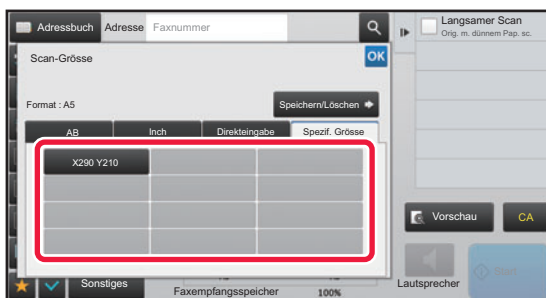 Adressbuch Adresse Faxnummer
Langsamer Scan
Orig. m. dünnem Pap. sc.
Scan-Grösse
OK
Format : A5
Speichern/Löschen
AB Inch Direkteingabe Spezif. Grösse
X290 Y210
Vorschau
CA
Sonstiges
Faxempfangsspeicher 100%
Lautsprecher
Start